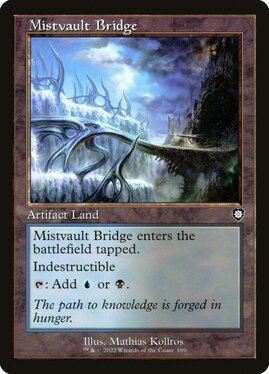 Mistvault Bridge
Artifact Land
Mistvault Bridge enters the
battlefield tapped.
Indestructible
: Add or .
The path to knowledge is forged in
hunger.
Illus. Mathias Kollros
™ & © 2022 Wizards of the Coast 189